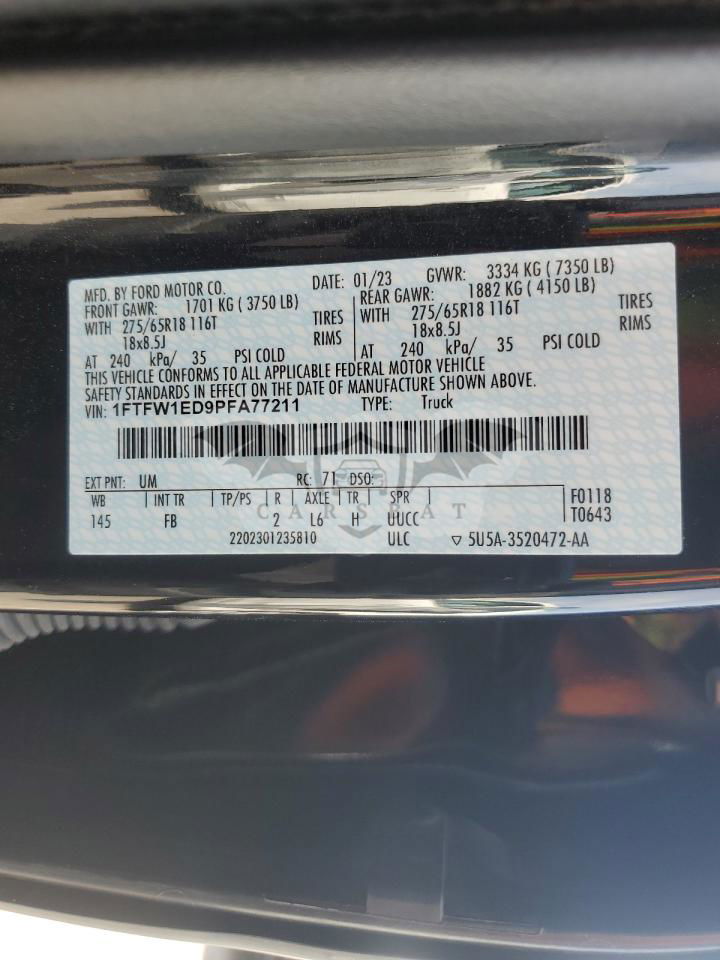 MFD. BY FORD MOTOR CO. DATE: 01/23 GVWR: 3334 KG ( 7350 LB)
FRONT GAWR: 1701 KG ( 3750 LB) REAR GAWR: 1882 KG ( 4150 LB)
WITH 275/65R18 116T TIRES WITH 275/65R18 116T TIRES
18x8.5J RIMS 18x8.5J RIMS
AT 240 kPa/ 35 PSI COLD AT 240 kPa/ 35 PSI COLD
THIS VEHICLE CONFORMS TO ALL APPLICABLE FEDERAL MOTOR VEHICLE
SAFETY STANDARDS IN EFFECT ON THE DATE OF MANUFACTURE SHOWN ABOVE.
VIN: 1FTFW1ED9PFA77211 TYPE: Truck
EXT PNT: UM RC: 71 DSO:
WB INT TR TP/PS R AXLE TR SPR F0118
145 FB 2 L6 H UUCC T0643
CARSBAT
2202301235810 ULC ▽ 5U5A-3520472-AA